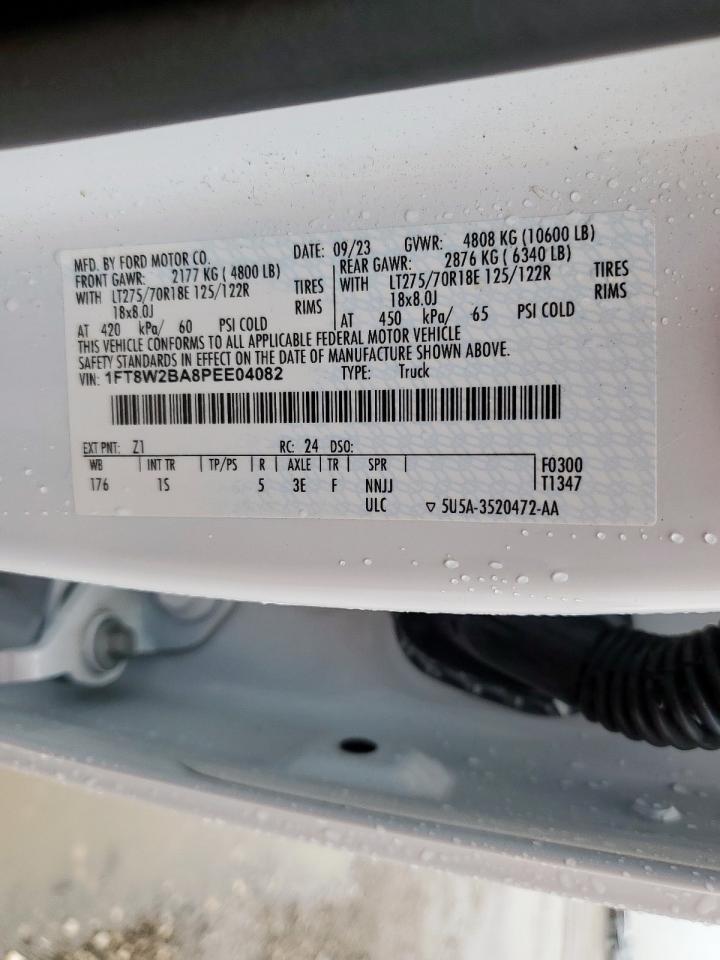 MFD. BY FORD MOTOR CO. DATE: 09/23 GVWR: 4808 KG (10600 LB)
FRONT GAWR: 2177 KG ( 4800 LB) REAR GAWR: 2876 KG ( 6340 LB)
WITH LT275/70R18E 125/122R TIRES WITH LT275/70R18E 125/122R TIRES
18x8.0J RIMS 18x8.0J RIMS
AT 420 kPa/ 60 PSI COLD AT 450 kPa/ 65 PSI COLD
THIS VEHICLE CONFORMS TO ALL APPLICABLE FEDERAL MOTOR VEHICLE
SAFETY STANDARDS IN EFFECT ON THE DATE OF MANUFACTURE SHOWN ABOVE.
VIN: 1FT8W2BA8PEE04082 TYPE: Truck
EXT PNT: Z1 RC: 24 DSO:
WB INT TR TP/PS R AXLE TR SPR F0300
176 1S 5 3E F NNJJ T1347
ULC ▽ 5U5A-3520472-AA